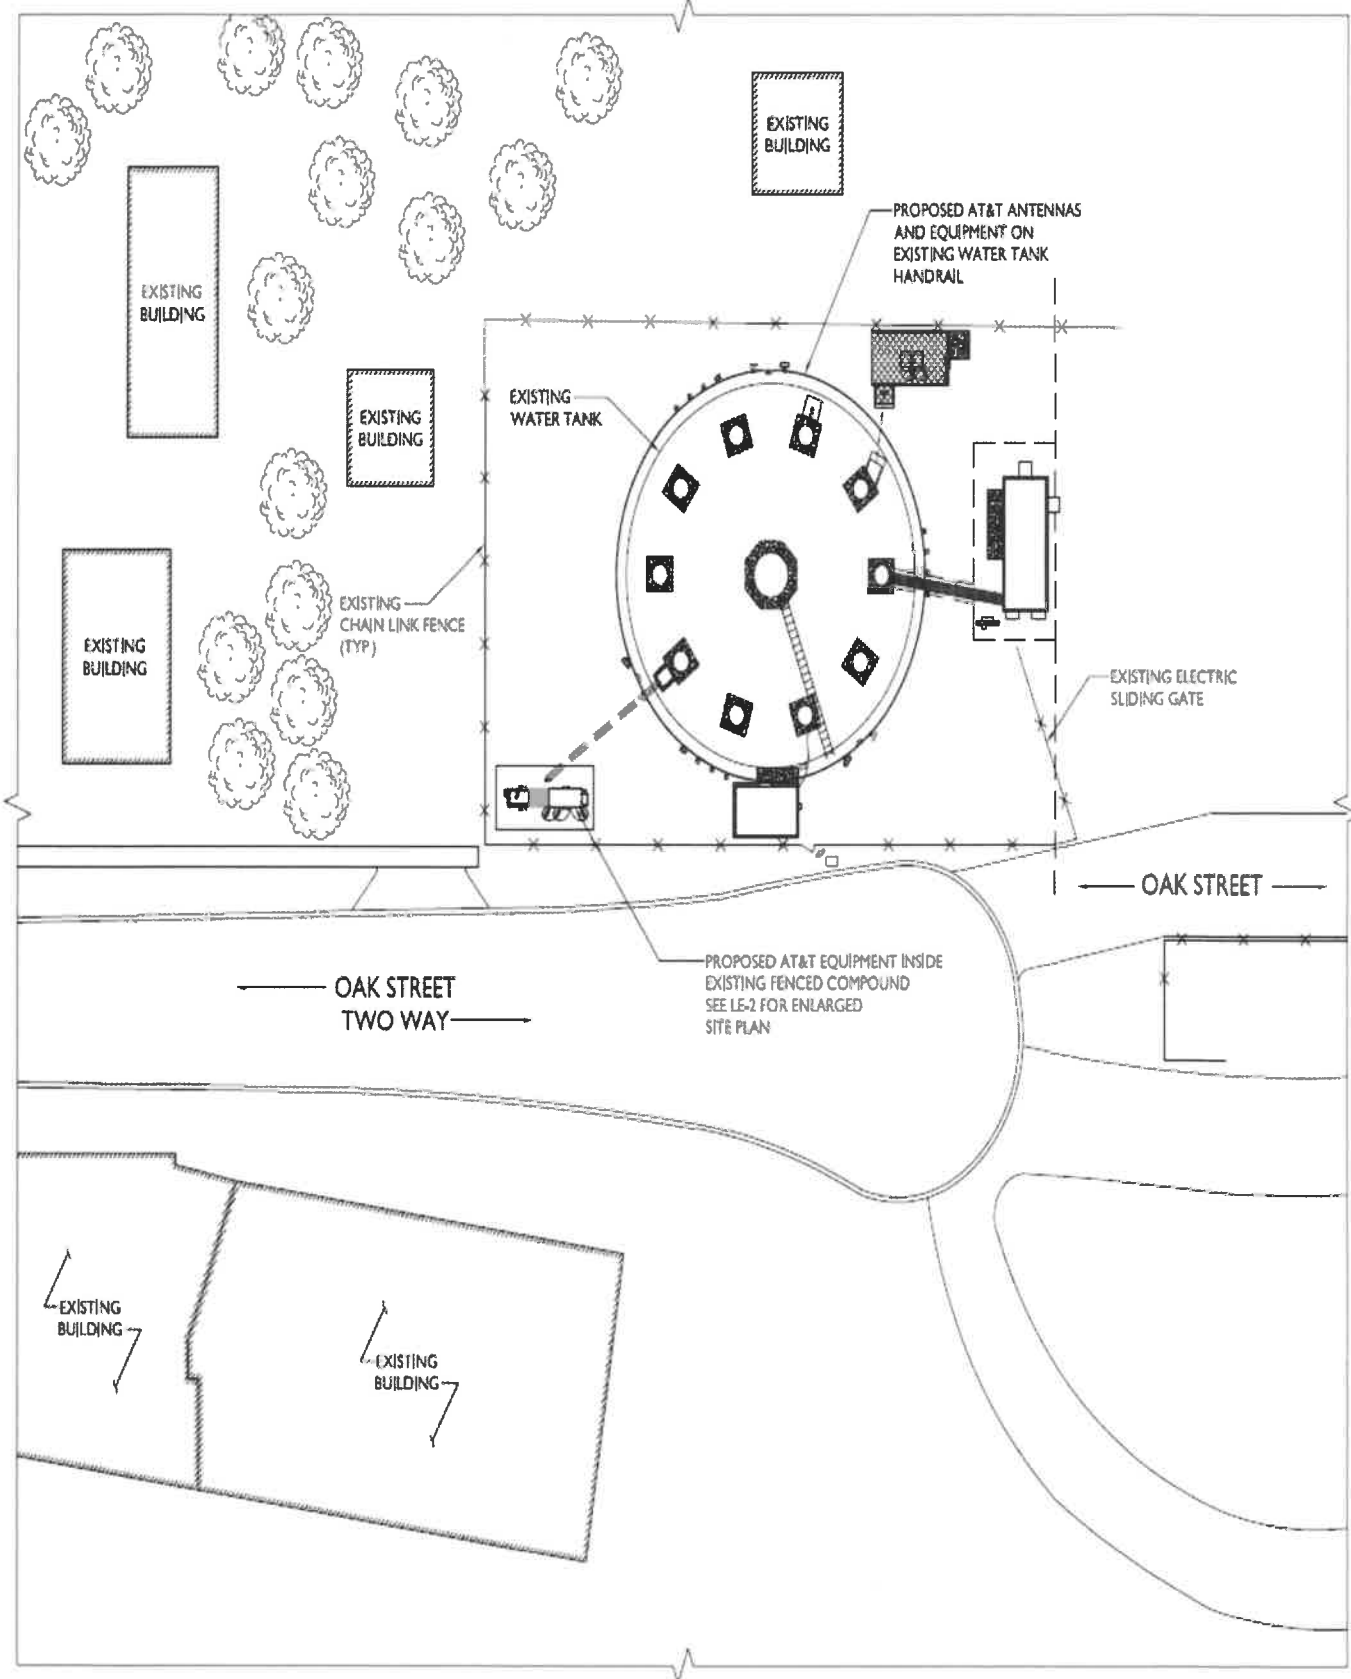 EXISTING
BUILDING
PROPOSED AT&T ANTENNAS
AND EQUIPMENT ON
EXISTING WATER TANK
HANDRAIL
EXISTING
BUILDING
EXISTING
WATER TANK
EXISTING
BUILDING
EXISTING
CHAIN LINK FENCE
(TYP)
EXISTING
BUILDING
EXISTING ELECTRIC
SLIDING GATE
OAK STREET
PROPOSED AT&T EQUIPMENT INSIDE
EXISTING FENCED COMPOUND
SEE LE-2 FOR ENLARGED
SITE PLAN
OAK STREET
TWO WAY
EXISTING
BUILDING
EXISTING
BUILDING